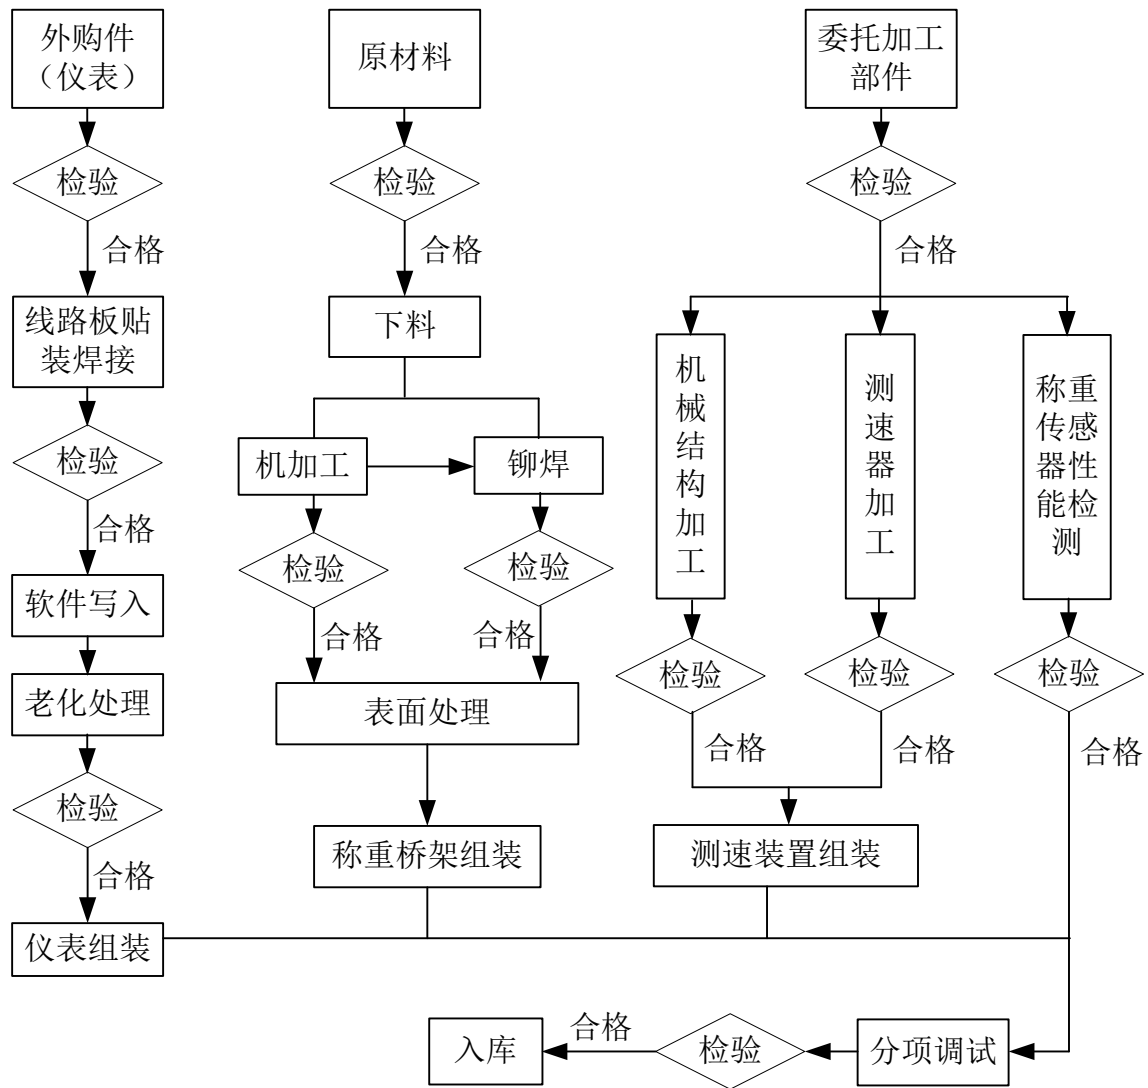 外购件
（仪表）
原材料
委托加工
部件
检验
检验
检验
合格
合格
合格
线路板贴
装焊接
下料
机
械
结
构
加
工
测
速
器
加
工
称重
传感
器性
能检
测
检验
机加工
铆焊
合格
检验
检验
软件写入
合格
合格
检验
检验
检验
老化处理
表面处理
合格
合格
合格
检验
称重桥架组装
测速装置组装
合格
仪表组装
入库
合格
检验
分项调试